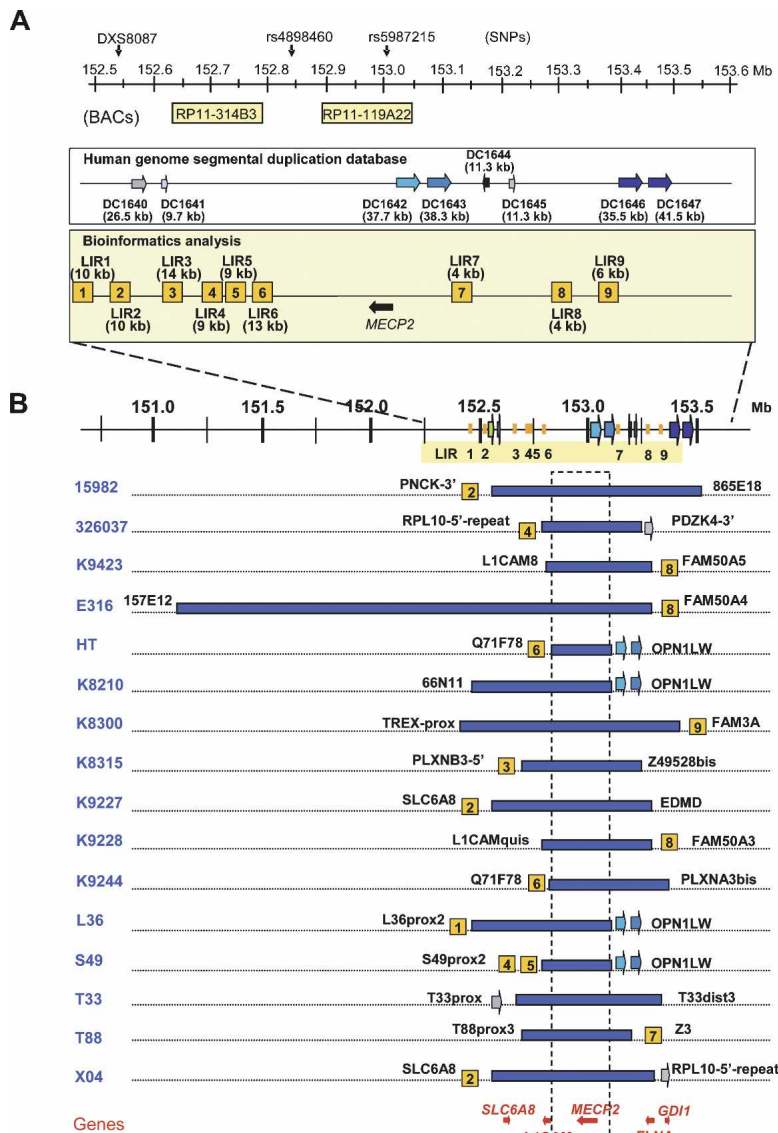 A
DXS8087 rs4898460 rs5987215 (SNPs)
152.5 152.6 152.7 152.8 152.9 153.0 153.1 153.2 153.3 153.4 153.5 153.6 Mb
(BACs) RP11-314B3 RP11-119A22
Human genome segmental duplication database
DC1644
(11.3 kb)
DC1640 DC1641 DC1642 DC1643 DC1645 DC1646 DC1647
(26.5 kb) (9.7 kb) (37.7 kb) (38.3 kb) (11.3 kb) (35.5 kb) (41.5 kb)
Bioinformatics analysis
LIR1 LIR3 LIR5 LIR7 LIR9
(10 kb) (14 kb) (9 kb) (4 kb) (6 kb)
1 2 3 4 5 6 7 8 9
LIR2 LIR4 LIR6 MECP2 LIR8
(10 kb) (9 kb) (13 kb) (4 kb)
B
151.0 151.5 152.0 152.5 153.0 153.5 Mb
LIR 1 2 3 45 6 7 8 9
15982 PNCK-3' 2 865E18
326037 RPL10-5'-repeat 4 PDZK4-3'
K9423 L1CAM8 8 FAM50A5
E316 157E12 8 FAM50A4
HT Q71F78 6 OPN1LW
K8210 66N11 OPN1LW
K8300 TREX-prox 9 FAM3A
K8315 PLXNB3-5' 3 Z49528bis
K9227 SLC6A8 2 EDMD
K9228 L1CAMquis 8 FAM50A3
K9244 Q71F78 6 PLXNA3bis
L36 L36prox2 1 OPN1LW
S49 S49prox2 4 5 OPN1LW
T33 T33prox T33dist3
T88 T88prox3 7 Z3
X04 SLC6A8 2 RPL10-5'-repeat
Genes SLC6A8 MECP2 GDI1